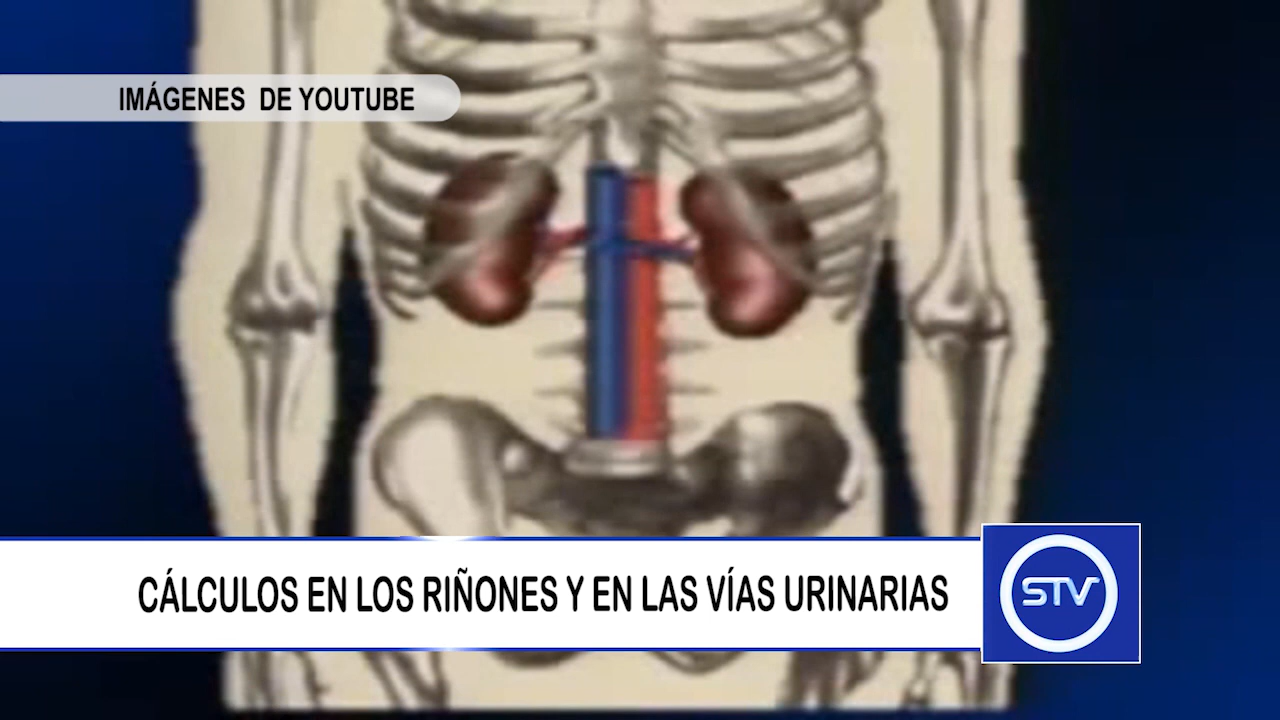 IMÁGENES DE YOUTUBE
CÁLCULOS EN LOS RIÑONES Y EN LAS VÍAS URINARIAS
STV